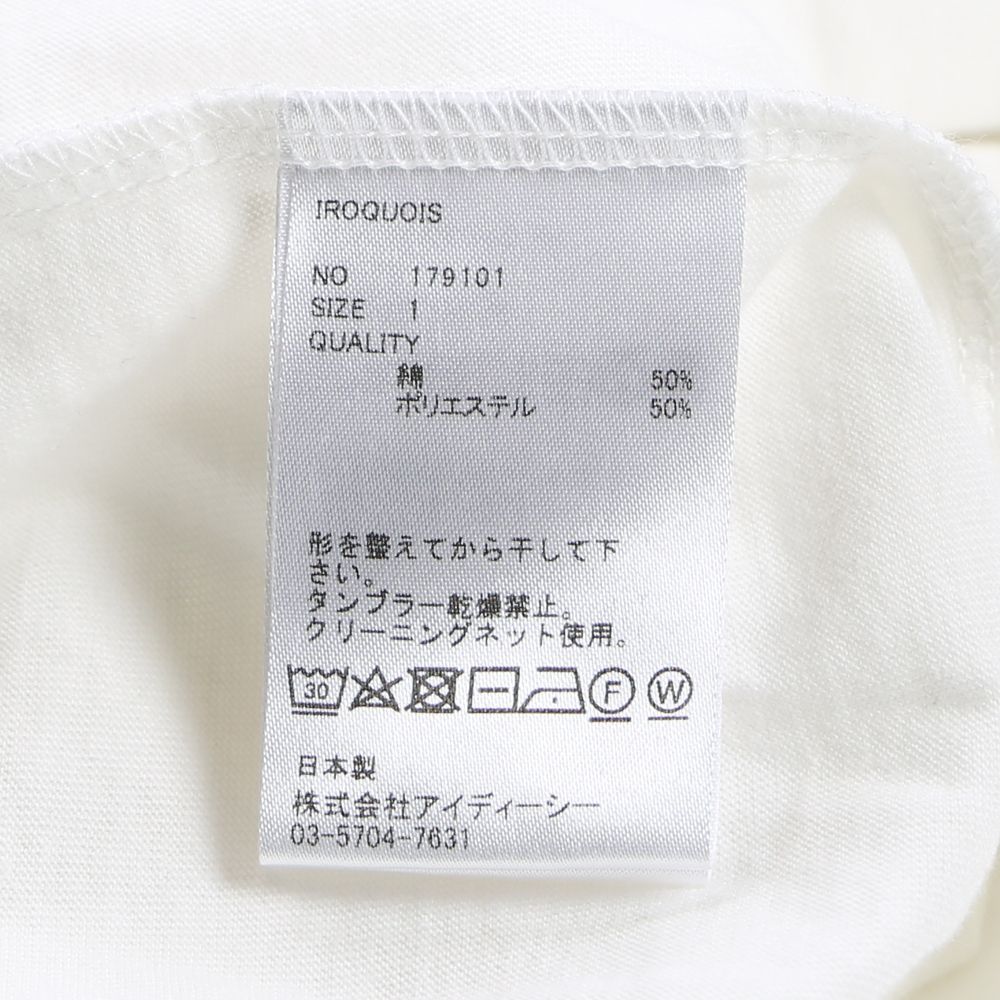 IROQUOIS
NO 179101
SIZE 1
QUALITY
綿 50%
ポリエステル 50%
形を整えてから干して下
さい。
タンブラー乾燥禁止。
クリーニングネット使用。
30 F W
日本製
株式会社アイディーシー
03-5704-7631